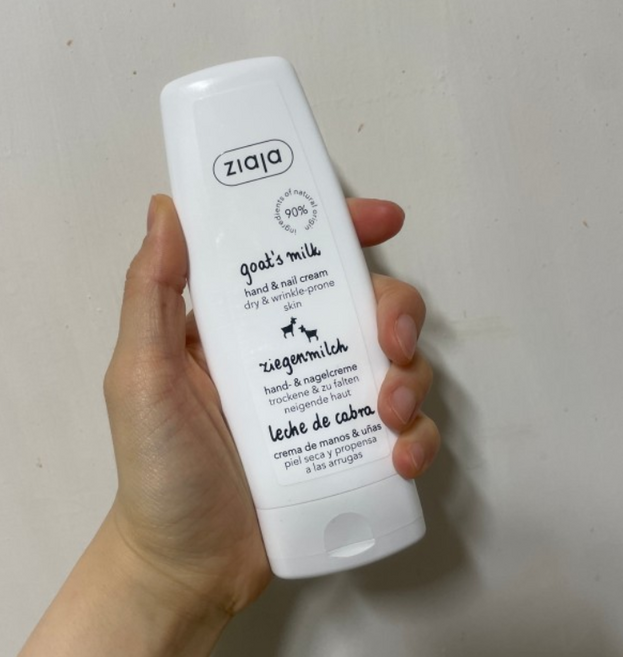 ziaja
90%
ingredients of natural origin
goat's milk
hand & nail cream
dry & wrinkle-prone
skin
ziegenmilch
hand- & nagelcreme
trockene & zu falten
neigende haut
leche de cabra
crema de manos & uñas
piel seca y propensa
a las arrugas